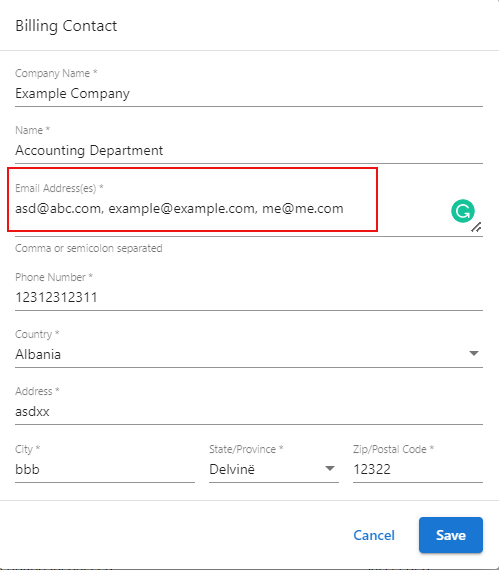 Billing Contact
Company Name *
Example Company
Name *
Accounting Department
Email Address(es) *
asd@abc.com, example@example.com, me@me.com
Comma or semicolon separated
Phone Number *
12312312311
Country *
Albania
Address *
asdxx
City * State/Province * Zip/Postal Code *
bbb Delvinë 12322
Cancel Save